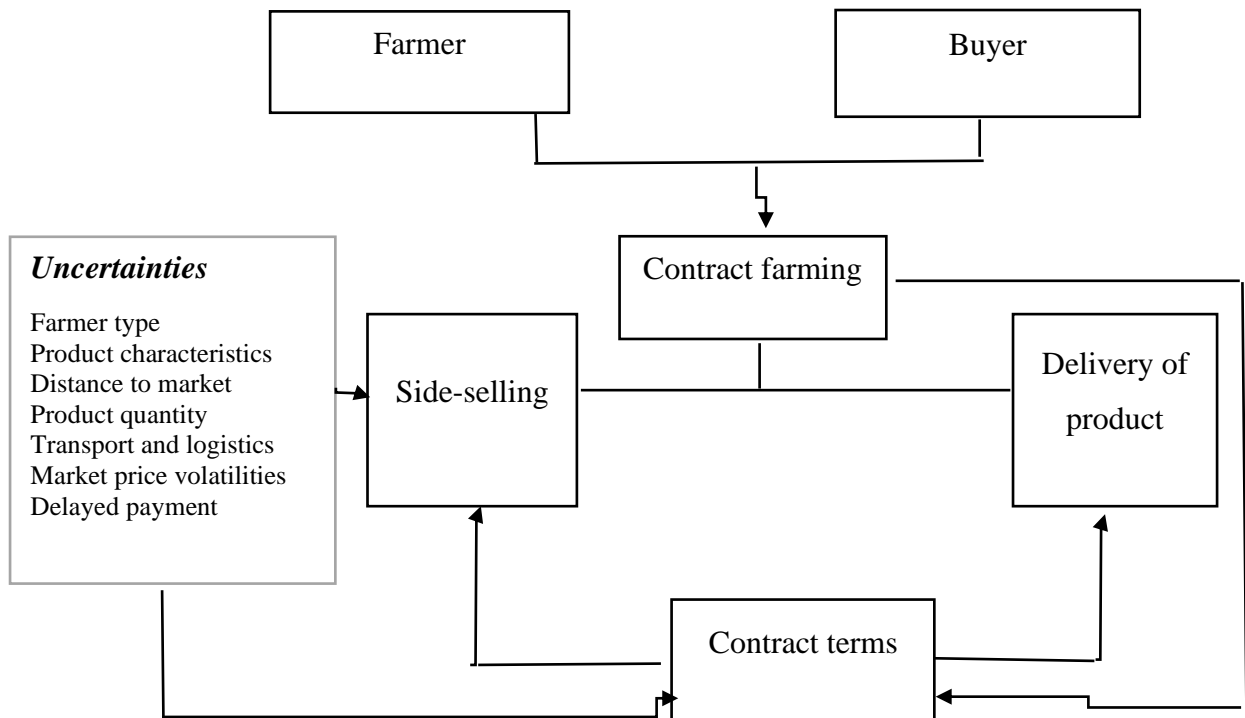 Farmer
Buyer
Contract farming
Uncertainties
Farmer type
Product characteristics
Distance to market
Product quantity
Transport and logistics
Market price volatilities
Delayed payment
Side-selling
Delivery of
product
Contract terms